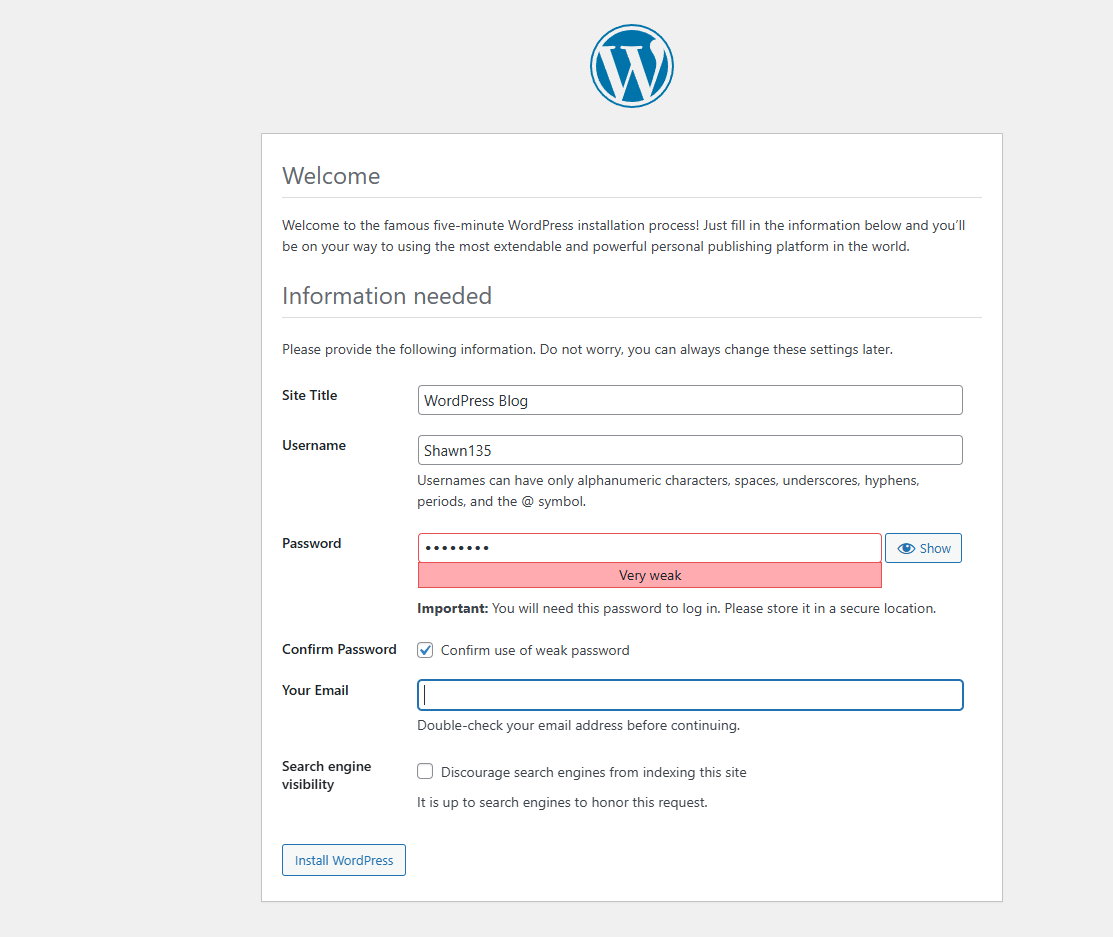 Welcome
Welcome to the famous five-minute WordPress installation process! Just fill in the information below and you’ll
be on your way to using the most extendable and powerful personal publishing platform in the world.
Information needed
Please provide the following information. Do not worry, you can always change these settings later.
Site Title
WordPress Blog
Username
Shawn135
Usernames can have only alphanumeric characters, spaces, underscores, hyphens,
periods, and the @ symbol.
Password
••••••••
Show
Very weak
Important: You will need this password to log in. Please store it in a secure location.
Confirm Password
Confirm use of weak password
Your Email
Double-check your email address before continuing.
Search engine
visibility
Discourage search engines from indexing this site
It is up to search engines to honor this request.
Install WordPress